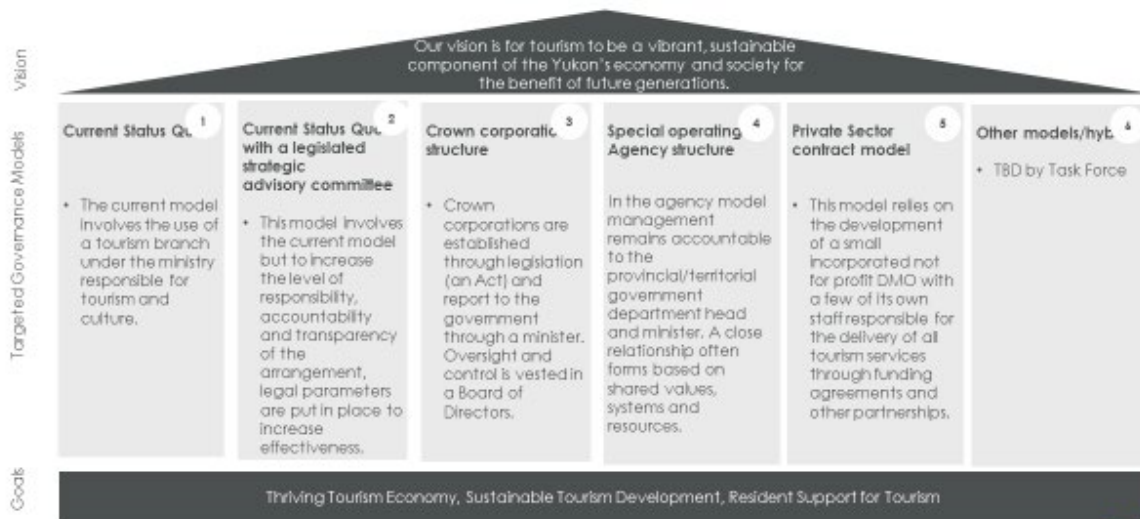 Our vision is for tourism to be a vibrant, sustainable
component of the Yukon's economy and society for
the benefit of future generations.
Vision
Targeted Governance Models
Current Status Qu
1
• The current model
involves the use of
a tourism branch
under the ministry
responsible for
tourism and
culture.
Current Status Quo
2
with a legislated
strategic
advisory committee
• This model involves
the current model
but to increase
the level of
responsibility,
accountability
and transparency
of the
arrangement,
legal parameters
are put in place to
increase
effectiveness.
Crown corporatio
3
structure
• Crown
corporations are
established
through legislation
(an Act) and
report to the
government
through a minister.
Oversight and
control is vested in
a Board of
Directors.
Special operating
4
Agency structure
In the agency model
management
remains accountable
to the
provincial/territorial
government
department head
and minister. A close
relationship often
forms based on
shared values,
systems and
resources.
Private Sector
5
contract model
• This model relies on
the development
of a small
incorporated not
for profit DMO with
a few of its own
staff responsible for
the delivery of all
tourism services
through funding
agreements and
other partnerships.
Other models/hyb
6
• TBD by Task Force
Goals
Thriving Tourism Economy, Sustainable Tourism Development, Resident Support for Tourism